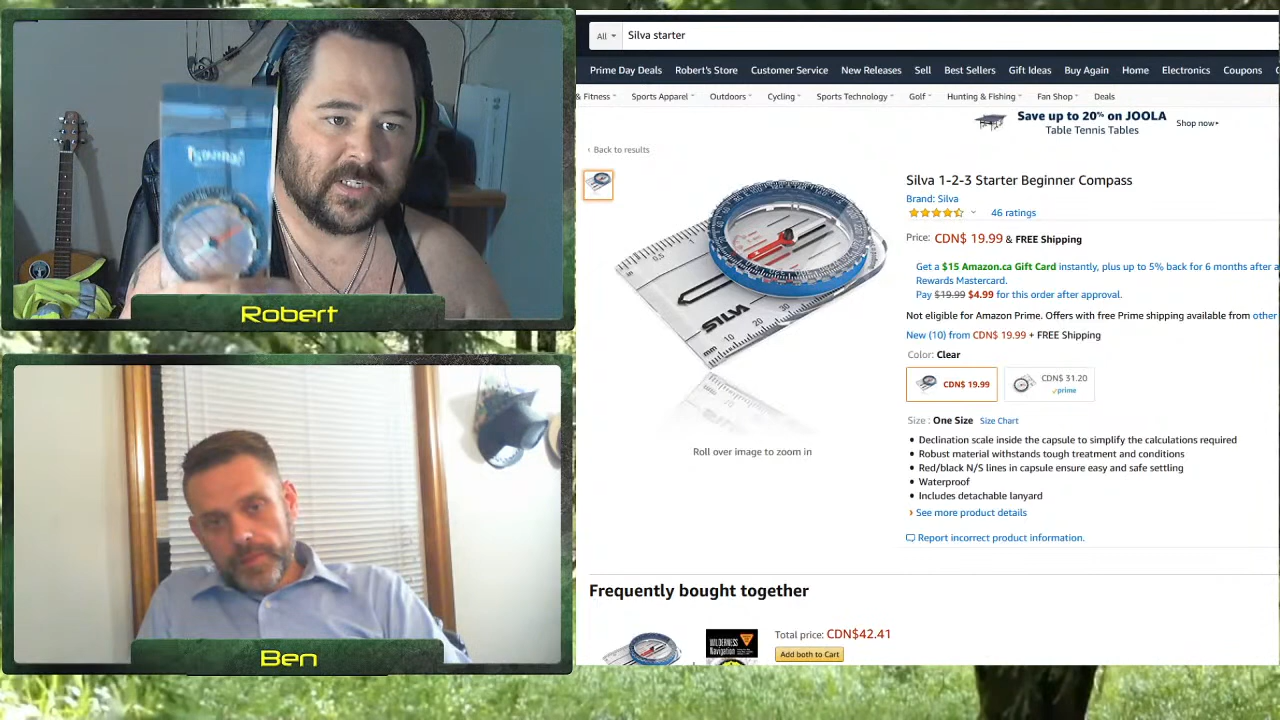 Robert
Ben
All
Silva starter
Prime Day Deals
Robert's Store
Customer Service
New Releases
Sell
Best Sellers
Gift Ideas
Buy Again
Home
Electronics
Coupons
& Fitness
Sports Apparel
Outdoors
Cycling
Sports Technology
Golf
Hunting & Fishing
Fan Shop
Deals
Save up to 20% on JOOLA
Table Tennis Tables
Shop now
‹ Back to results
SILVA
mm 10 20 30
0,5
Roll over image to zoom in
Silva 1-2-3 Starter Beginner Compass
Brand: Silva
46 ratings
Price: CDN$ 19.99 & FREE Shipping
Get a $15 Amazon.ca Gift Card instantly, plus up to 5% back for 6 months after a
Rewards Mastercard.
Pay $19.99 $4.99 for this order after approval.
Not eligible for Amazon Prime. Offers with free Prime shipping available from other
New (10) from CDN$ 19.99 + FREE Shipping
Color: Clear
CDN$ 19.99
CDN$ 31.20
prime
Size : One Size Size Chart
• Declination scale inside the capsule to simplify the calculations required
• Robust material withstands tough treatment and conditions
• Red/black N/S lines in capsule ensure easy and safe settling
• Waterproof
• Includes detachable lanyard
› See more product details
Report incorrect product information.
Frequently bought together
WILDERNESS
Navigation
Total price: CDN$42.41
Add both to Cart